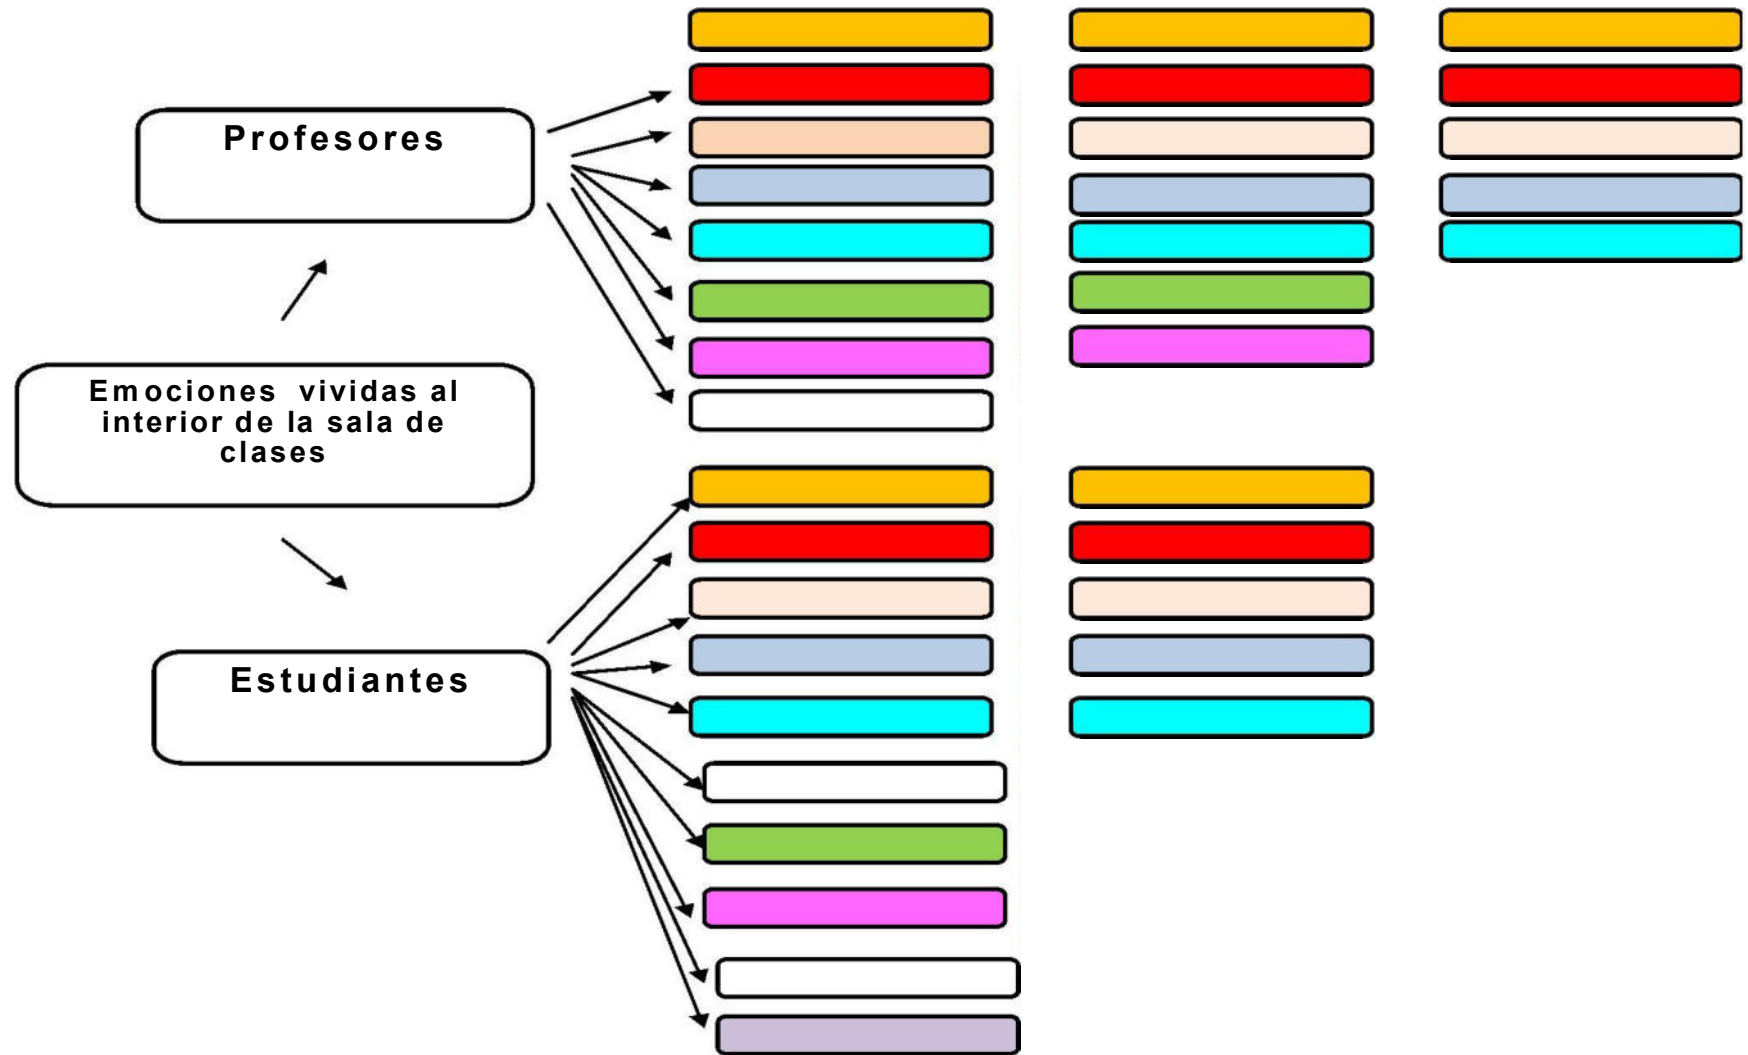 Profesores
Emociones vividas al
interior de la sala de
clases
Estudiantes